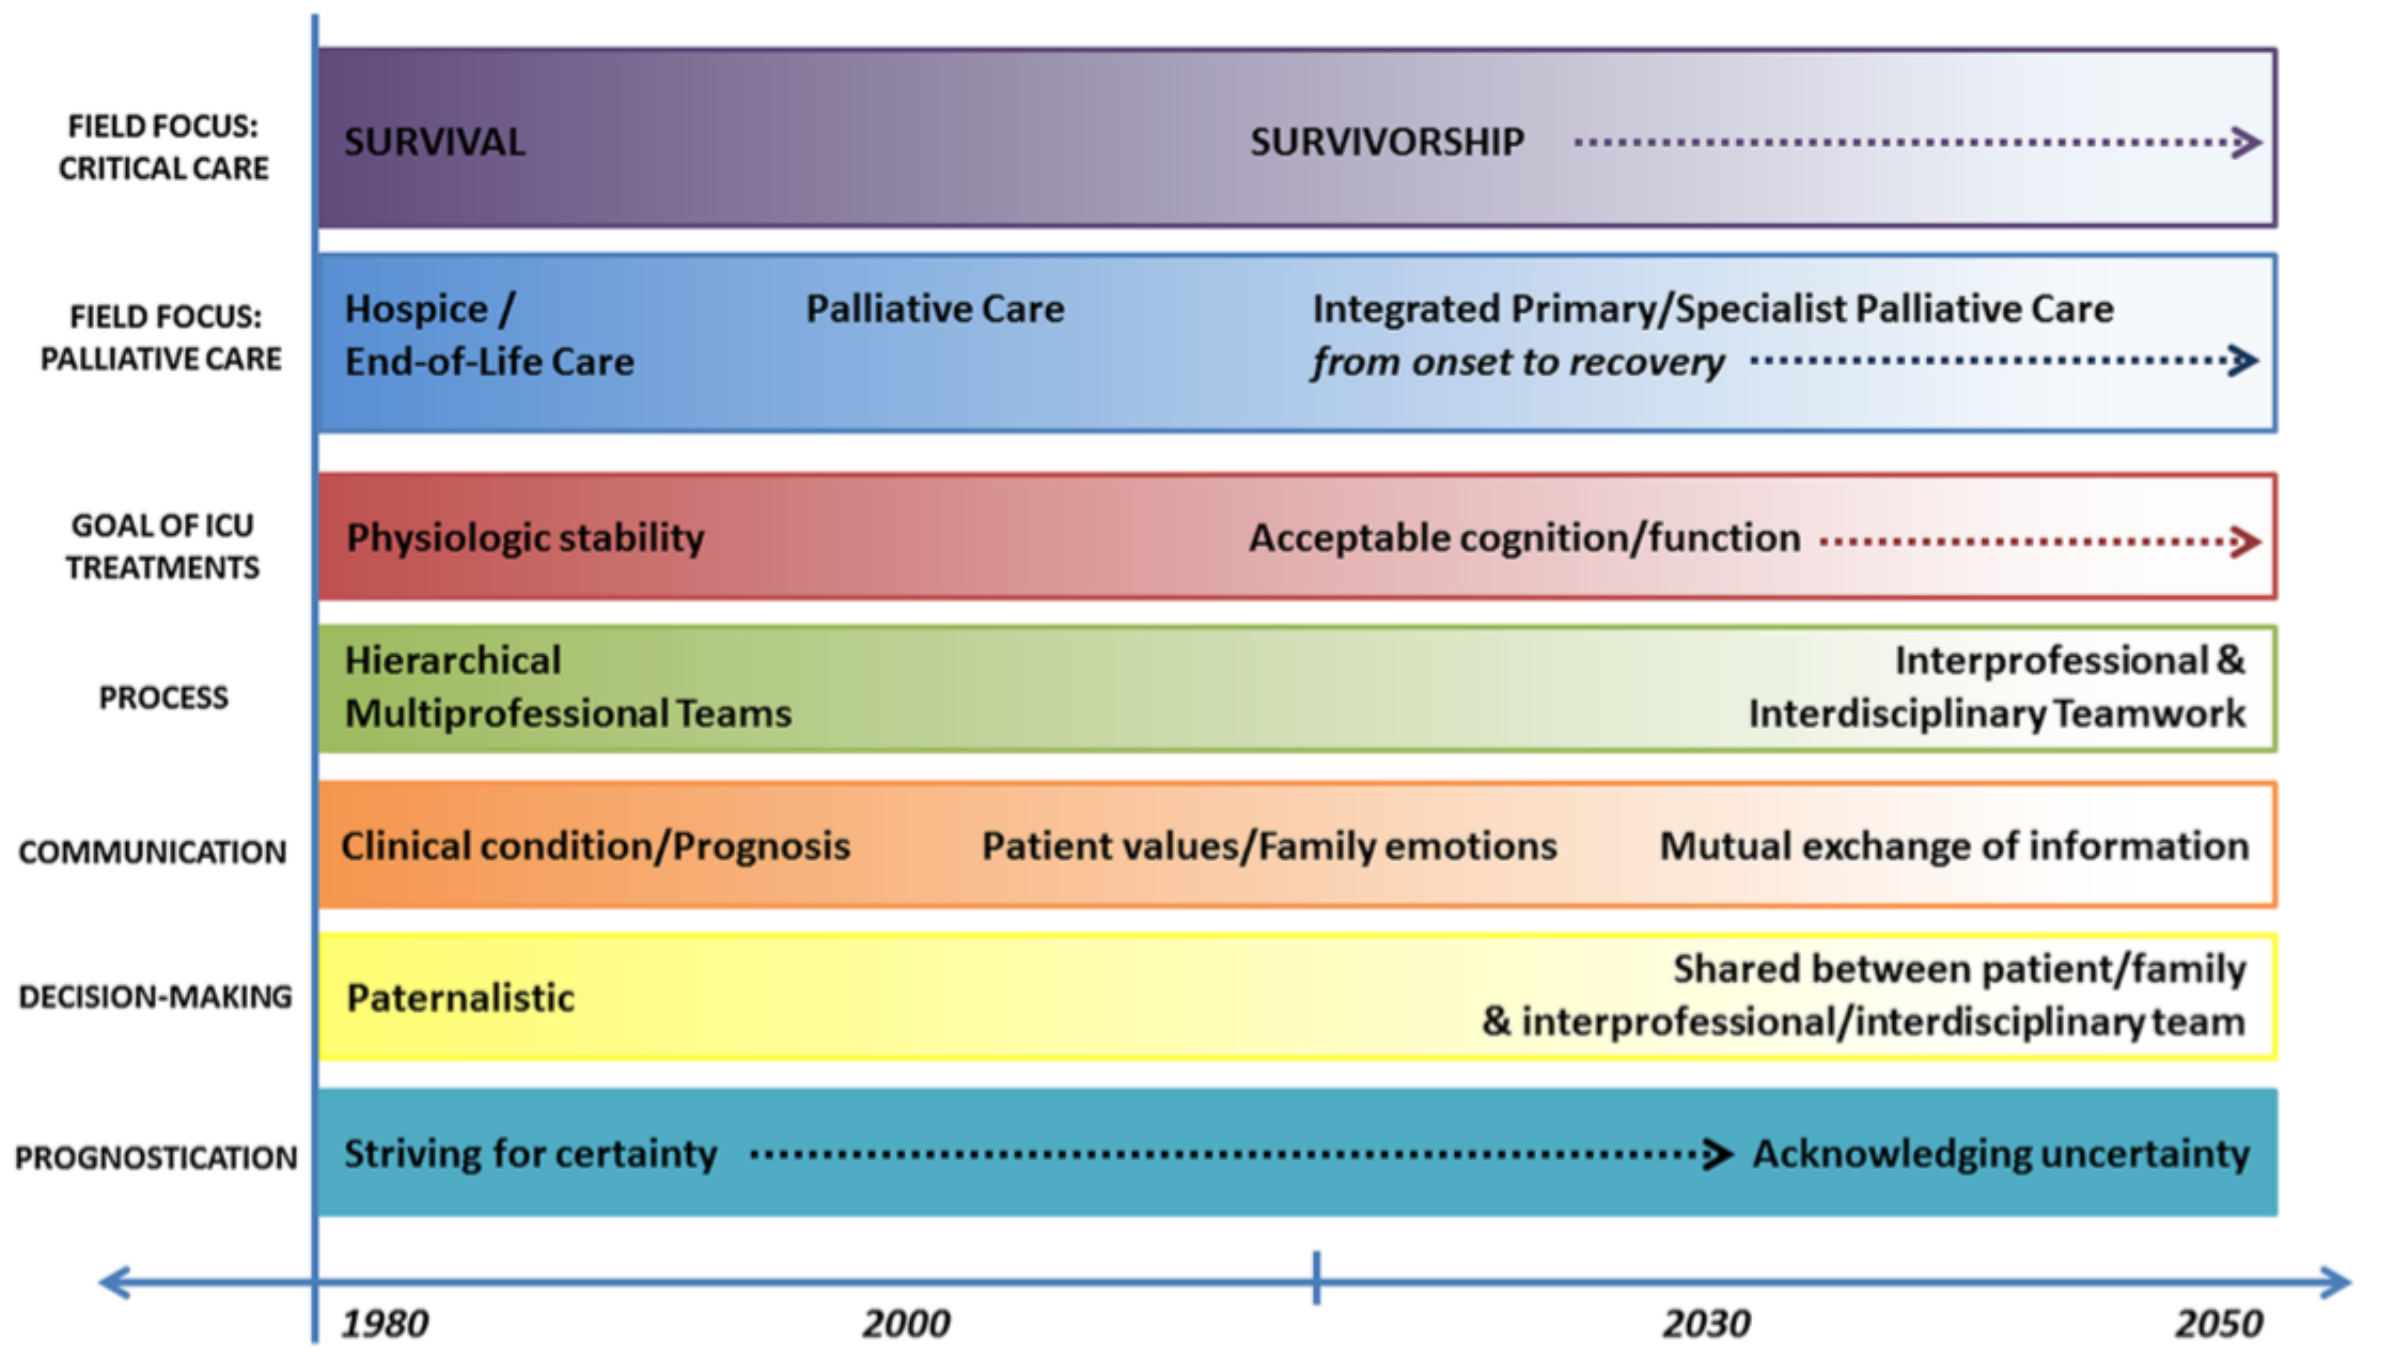 FIELD FOCUS:
CRITICAL CARE
SURVIVAL
SURVIVORSHIP
FIELD FOCUS:
PALLIATIVE CARE
Hospice /
End-of-Life Care
Palliative Care
Integrated Primary/Specialist Palliative Care
from onset to recovery
GOAL OF ICU
TREATMENTS
Physiologic stability
Acceptable cognition/function
PROCESS
Hierarchical
Multiprofessional Teams
Interprofessional &
Interdisciplinary Teamwork
COMMUNICATION
Clinical condition/Prognosis
Patient values/Family emotions
Mutual exchange of information
DECISION-MAKING
Paternalistic
Shared between patient/family
& interprofessional/interdisciplinary team
PROGNOSTICATION
Striving for certainty
Acknowledging uncertainty
1980
2000
2030
2050